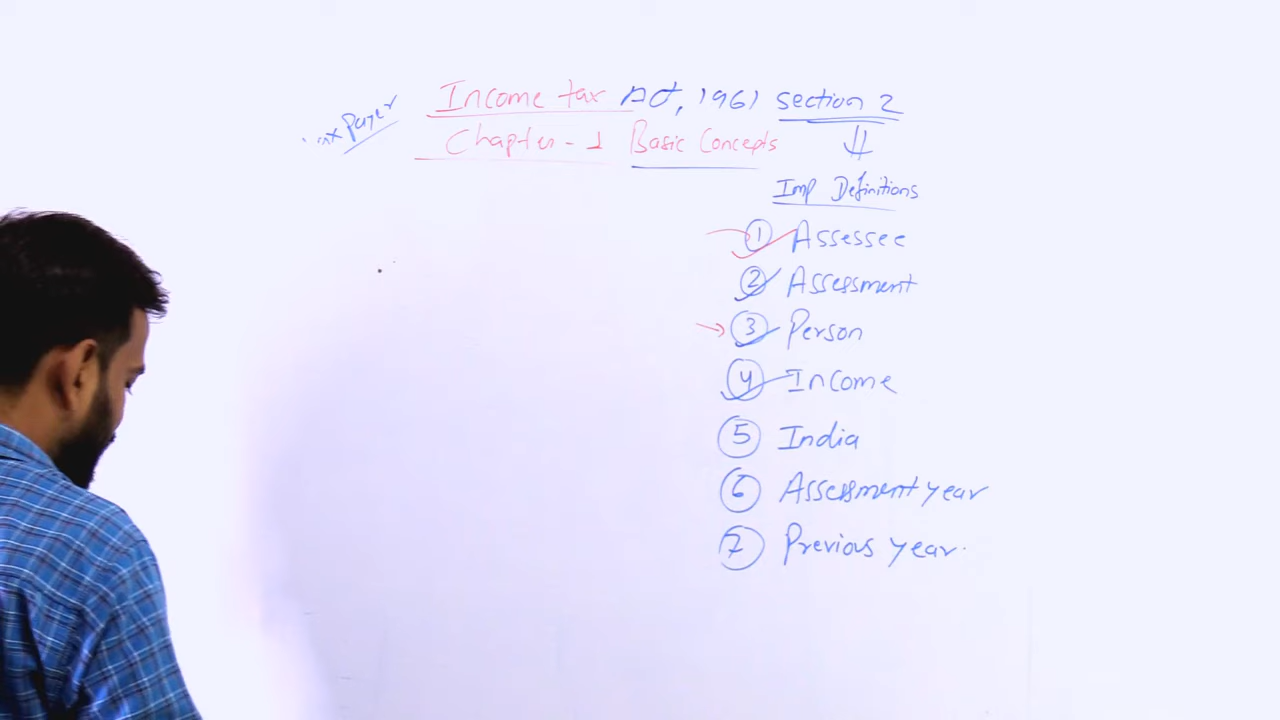 Income tax Act, 1961 section 2
payer
Chapter - 1 Basic Concepts
Imp Definitions
1 Assessee
2 Assessment
3 Person
4 Income
5 India
6 Assessment year
7 Previous year.